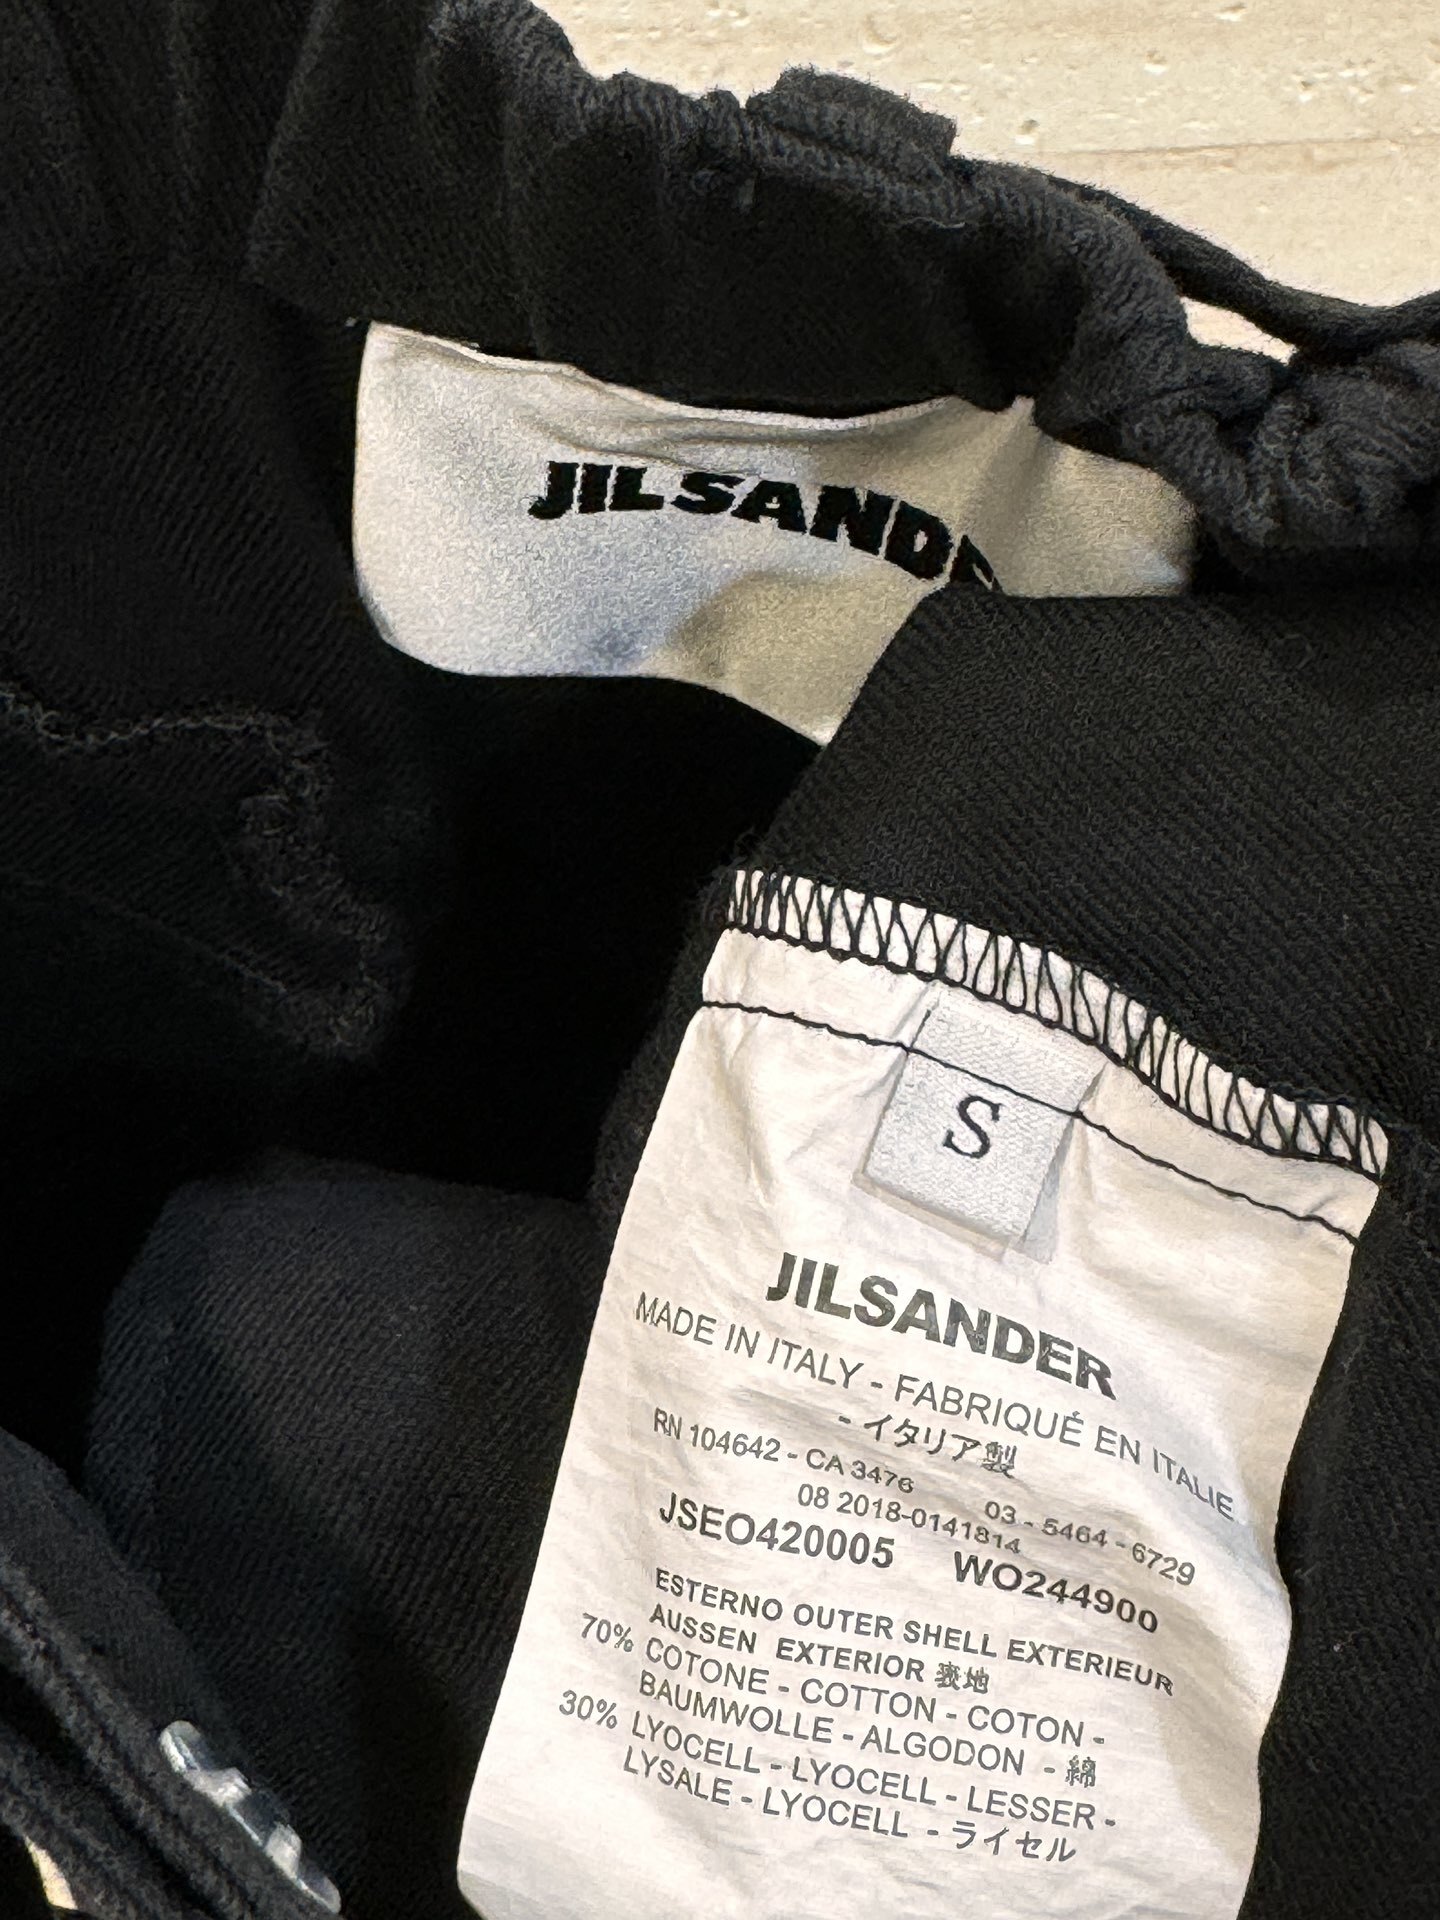 JILSANDE
S
JILSANDER
MADE IN ITALY - FABRIQUÉ EN ITALIE
- イタリア製
RN 104642 - CA 3476 03 - 5464 - 6729
08 2018-0141814
JSEO420005 WO244900
ESTERNO OUTER SHELL EXTERIEUR
AUSSEN EXTERIOR 表地
70% COTONE - COTTON - COTON -
BAUMWOLLE - ALGODON - 綿
30% LYOCELL - LYOCELL - LESSER -
LYSALE - LYOCELL - ライセル